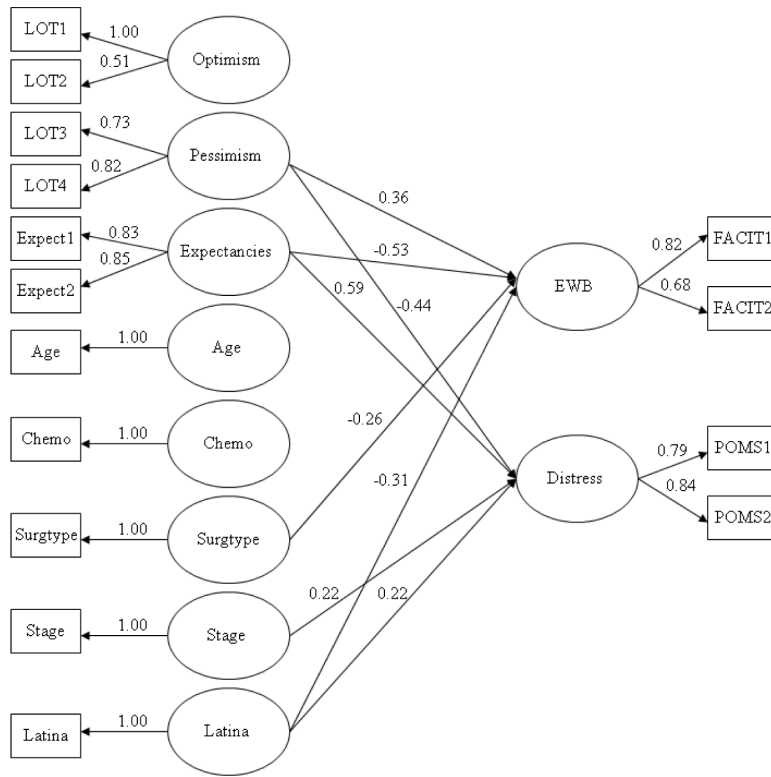 LOT1
1.00
0.51
LOT2
Optimism
LOT3
0.73
0.82
LOT4
Pessimism
Expect1
0.83
0.85
Expect2
Expectancies
Age
1.00
Age
Chemo
1.00
Chemo
Surgtype
1.00
Surgtype
Stage
1.00
Stage
Latina
1.00
Latina
0.36
-0.53
0.59
-0.44
-0.26
-0.31
0.22
0.22
EWB
0.82
0.68
FACIT1
FACIT2
Distress
0.79
0.84
POMS1
POMS2